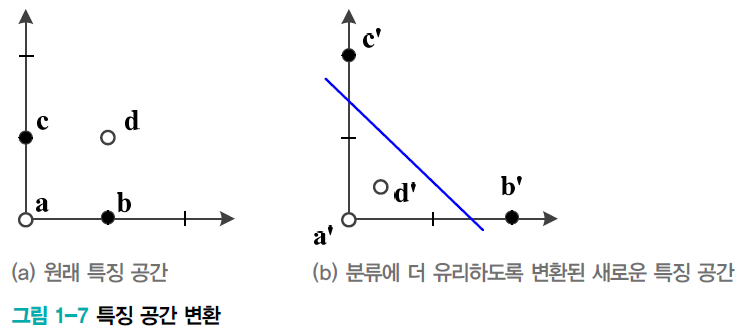 c
d
a
b
c'
d'
b'
a'
(a) 원래 특징 공간
(b) 분류에 더 유리하도록 변환된 새로운 특징 공간
그림 1-7 특징 공간 변환